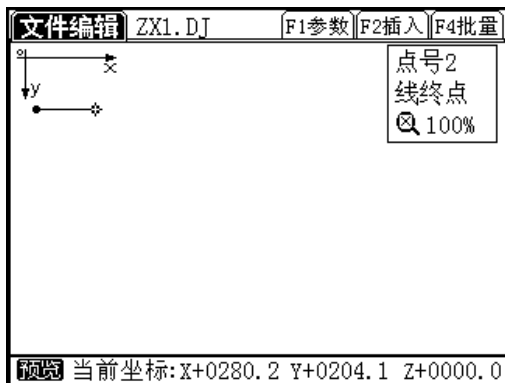 文件编辑 ZX1.DJ F1参数 F2插入 F4批量
o
x
y
点号2
线终点
100%
预览 当前坐标:X+0280.2 Y+0204.1 Z+0000.0